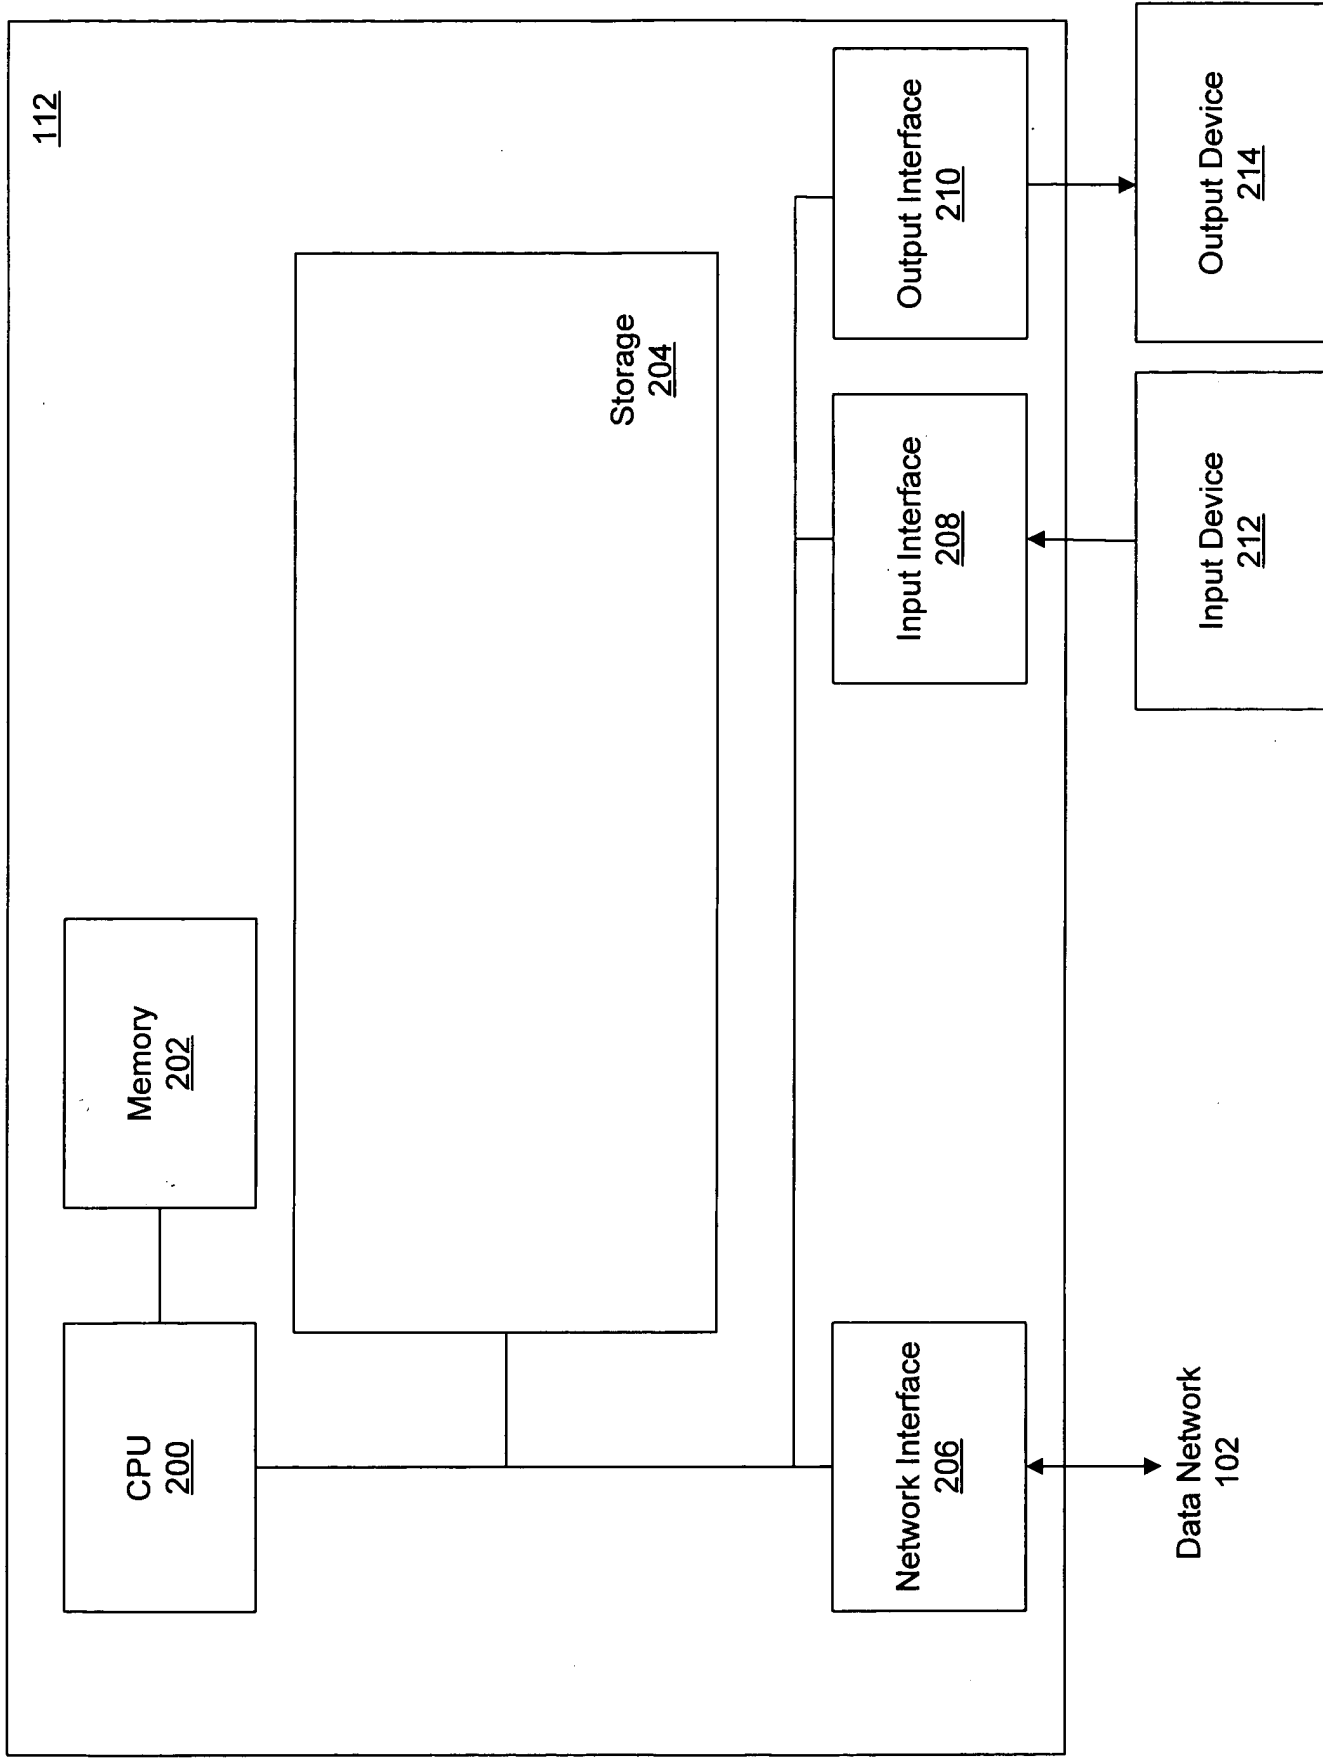 112
CPU
200
Memory
202
Storage
204
Network Interface
206
Input Interface
208
Output Interface
210
Data Network
102
Input Device
212
Output Device
214